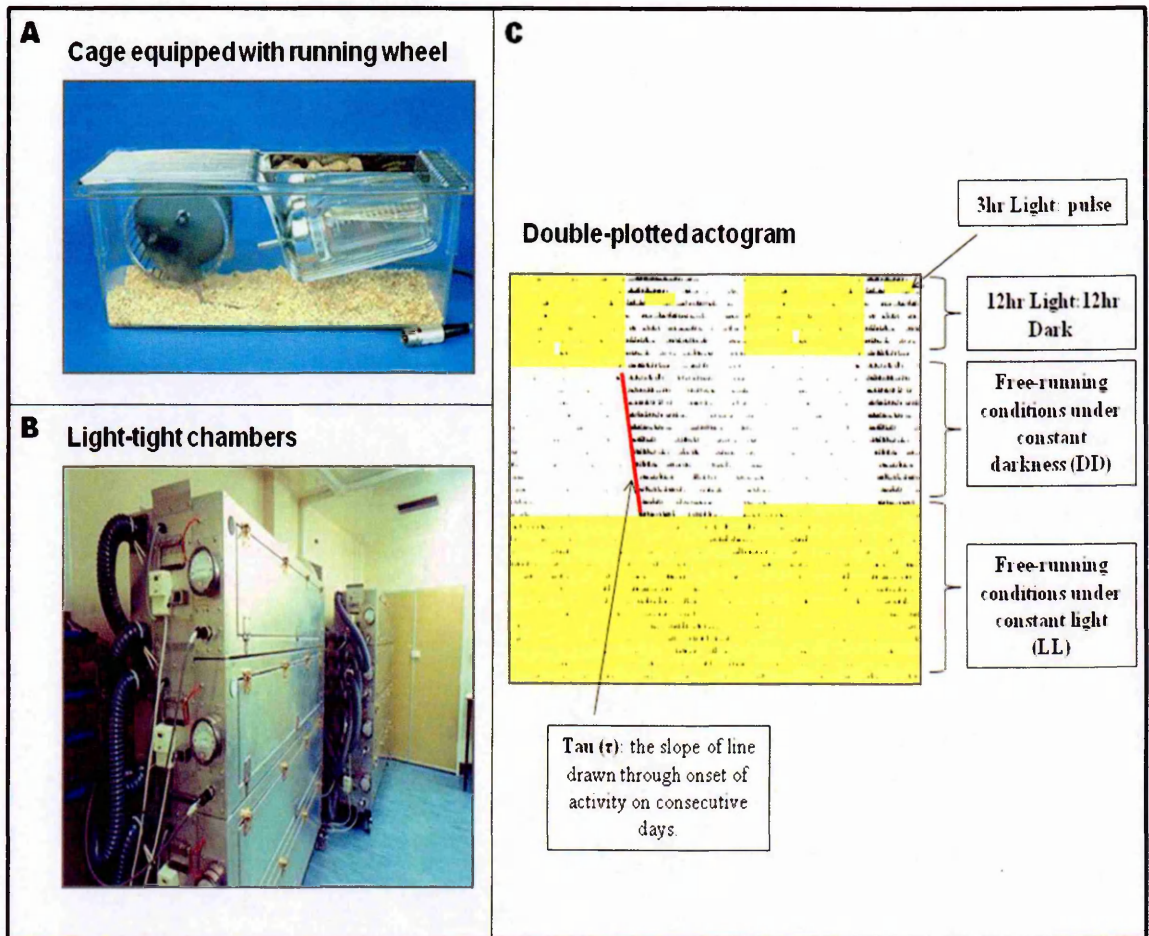 A
Cage equipped with running wheel
B
Light-tight chambers
C
Double-plotted actogram
3hr Light: pulse
12hr Light:12hr
Dark
Free-running
conditions under
constant
darkness (DD)
Free-running
conditions under
constant light
(LL)
Tau (τ): the slope of line
drawn through onset of
activity on consecutive
days.